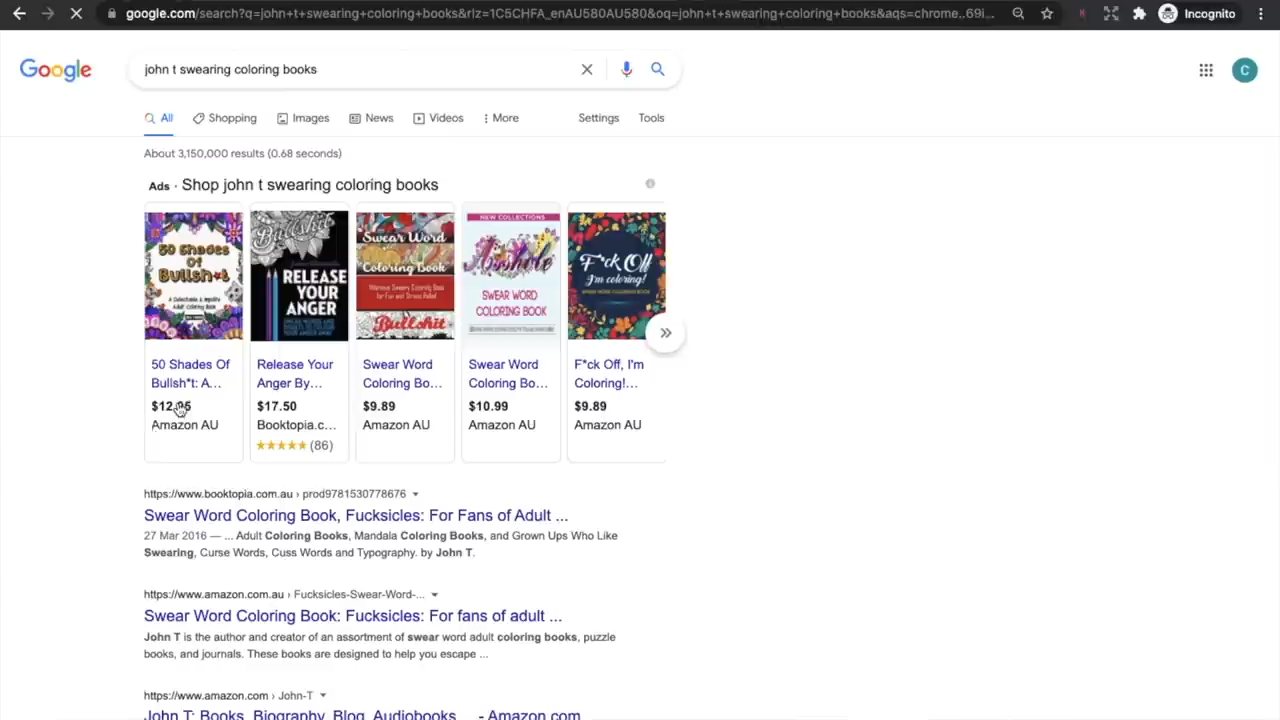 google.com/search?q=john+t+swearing+coloring+books&rlz=1C5CHFA_enAU580AU580&oq=john+t+swearing+coloring+books&aqs=chrome..69i...
Incognito
Google
john t swearing coloring books
C
All
Shopping
Images
News
Videos
More
Settings
Tools
About 3,150,000 results (0.68 seconds)
Ads · Shop john t swearing coloring books
50 Shades
Of
Bullsh*t
Bullshit
RELEASE
YOUR
ANGER
Swear Word
Coloring Book
Bullshit
NEW COLLECTIONS
Asshole
SWEAR WORD
COLORING BOOK
F*ck Off
I'm coloring!
50 Shades Of
Bullsh*t: A...
$12.95
Amazon AU
Release Your
Anger By...
$17.50
Booktopia.c...
(86)
Swear Word
Coloring Bo...
$9.89
Amazon AU
Swear Word
Coloring Bo...
$10.99
Amazon AU
F*ck Off, I'm
Coloring!...
$9.89
Amazon AU
https://www.booktopia.com.au › prod9781530778676
Swear Word Coloring Book, Fucksicles: For Fans of Adult ...
27 Mar 2016 — ... Adult Coloring Books, Mandala Coloring Books, and Grown Ups Who Like
Swearing, Curse Words, Cuss Words and Typography. by John T.
https://www.amazon.com.au › Fucksicles-Swear-Word-...
Swear Word Coloring Book: Fucksicles: For fans of adult ...
John T is the author and creator of an assortment of swear word adult coloring books, puzzle
books, and journals. These books are designed to help you escape ...
https://www.amazon.com › John-T
John T: Books, Biography, Blog, Audiobooks ... - Amazon.com